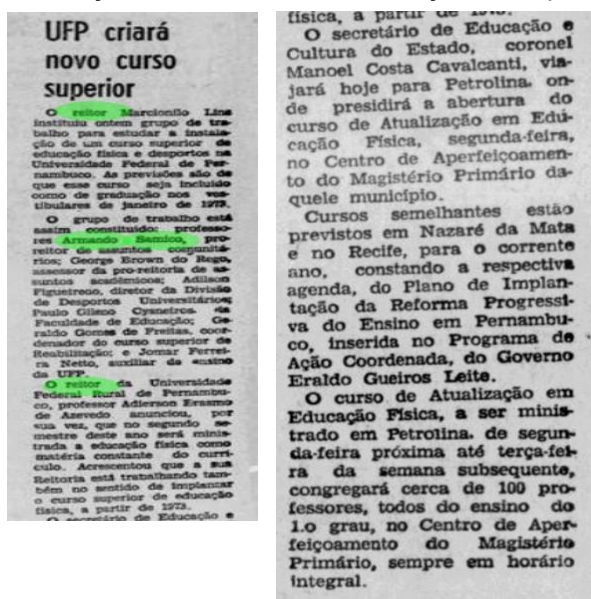 UFP criará
novo curso
superior
O reitor Marcionilo Lins
instituiu ontem grupo de tra-
balho para estudar a instala-
ção de um curso superior de
educação física e desportos na
Universidade Federal de Per-
nambuco. As previsões são de
que esse curso seja incluído
como de graduação nos ves-
tibulares de janeiro de 1973.
O grupo de trabalho está
assim constituído: professo-
res Armando Samico, pro-
reitor de assuntos comunitá-
rios; George Brown do Rego,
assessor da pro-reitoria de as-
suntos acadêmicos; Adilson
Figueiredo, diretor da Divisão
de Desportos Universitários;
Paulo Gileno Cysneiros, da
Faculdade de Educação; Ge-
raldo Gomes de Freitas, coor-
denador do curso superior de
Reabilitação; e Jomar Ferrei-
ra Netto, auxiliar de ensino
da UFP.
O reitor da Universidade
Federal Rural de Pernambu-
co, professor Adierson Erasmo
de Azevedo anunciou, por
sua vez, que no segundo se-
mestre deste ano será minis-
trada a educação física como
matéria constante do currí-
culo. Acrescentou que a sua
Reitoria está trabalhando tam-
bém no sentido de implantar
o curso superior de educação
física, a partir de 1973.
O secretário de Educação e
física, a partir de 1973.
O secretário de Educação e
Cultura do Estado, coronel
Manoel Costa Cavalcanti, via-
jará hoje para Petrolina. on-
de presidirá a abertura do
curso de Atualização em Edu-
cação Física, segunda-feira,
no Centro de Aperfeiçoamen-
to do Magistério Primário da-
quele município.
Cursos semelhantes estão
previstos em Nazaré da Mata
e no Recife, para o corrente
ano, constando a respectiva
agenda, do Plano de Implan-
tação da Reforma Progressi-
va do Ensino em Pernambu-
co, inserida no Programa de
Ação Coordenada, do Governo
Eraldo Gueiros Leite.
O curso de Atualização em
Educação Física, a ser minis-
trado em Petrolina. de segun-
da-feira próxima até terça-fei-
ra da semana subsequente,
congregará cerca de 100 pro-
fessores, todos do ensino do
1.o grau, no Centro de Aper-
feiçoamento do Magistério
Primário, sempre em horário
integral.